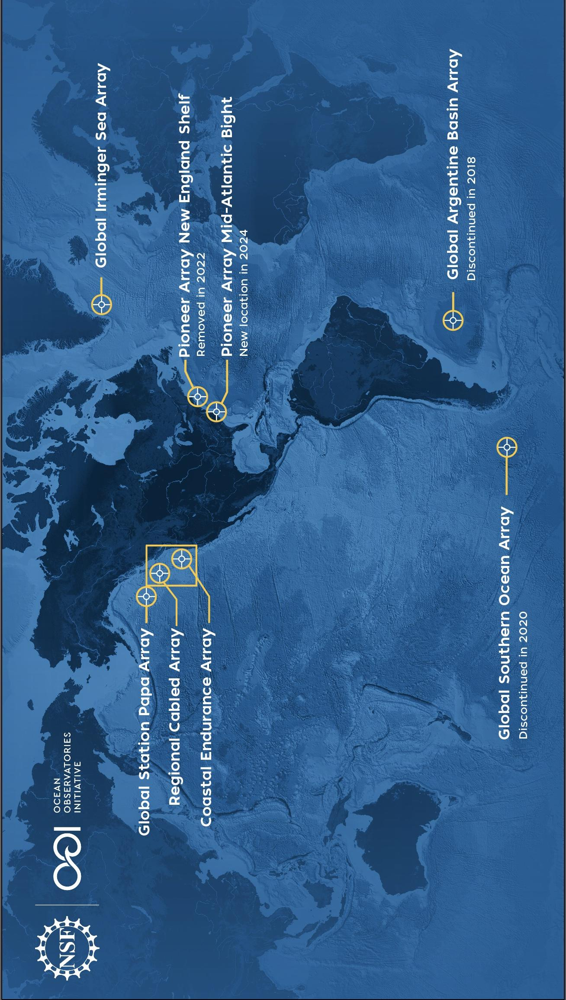 NSF
OCEAN
OBSERVATORIES
INITIATIVE
Global Irminger Sea Array
Global Station Papa Array
Regional Cabled Array
Coastal Endurance Array
Pioneer Array New England Shelf
Removed in 2022
Pioneer Array Mid-Atlantic Bight
New location in 2024
Global Argentine Basin Array
Discontinued in 2018
Global Southern Ocean Array
Discontinued in 2020